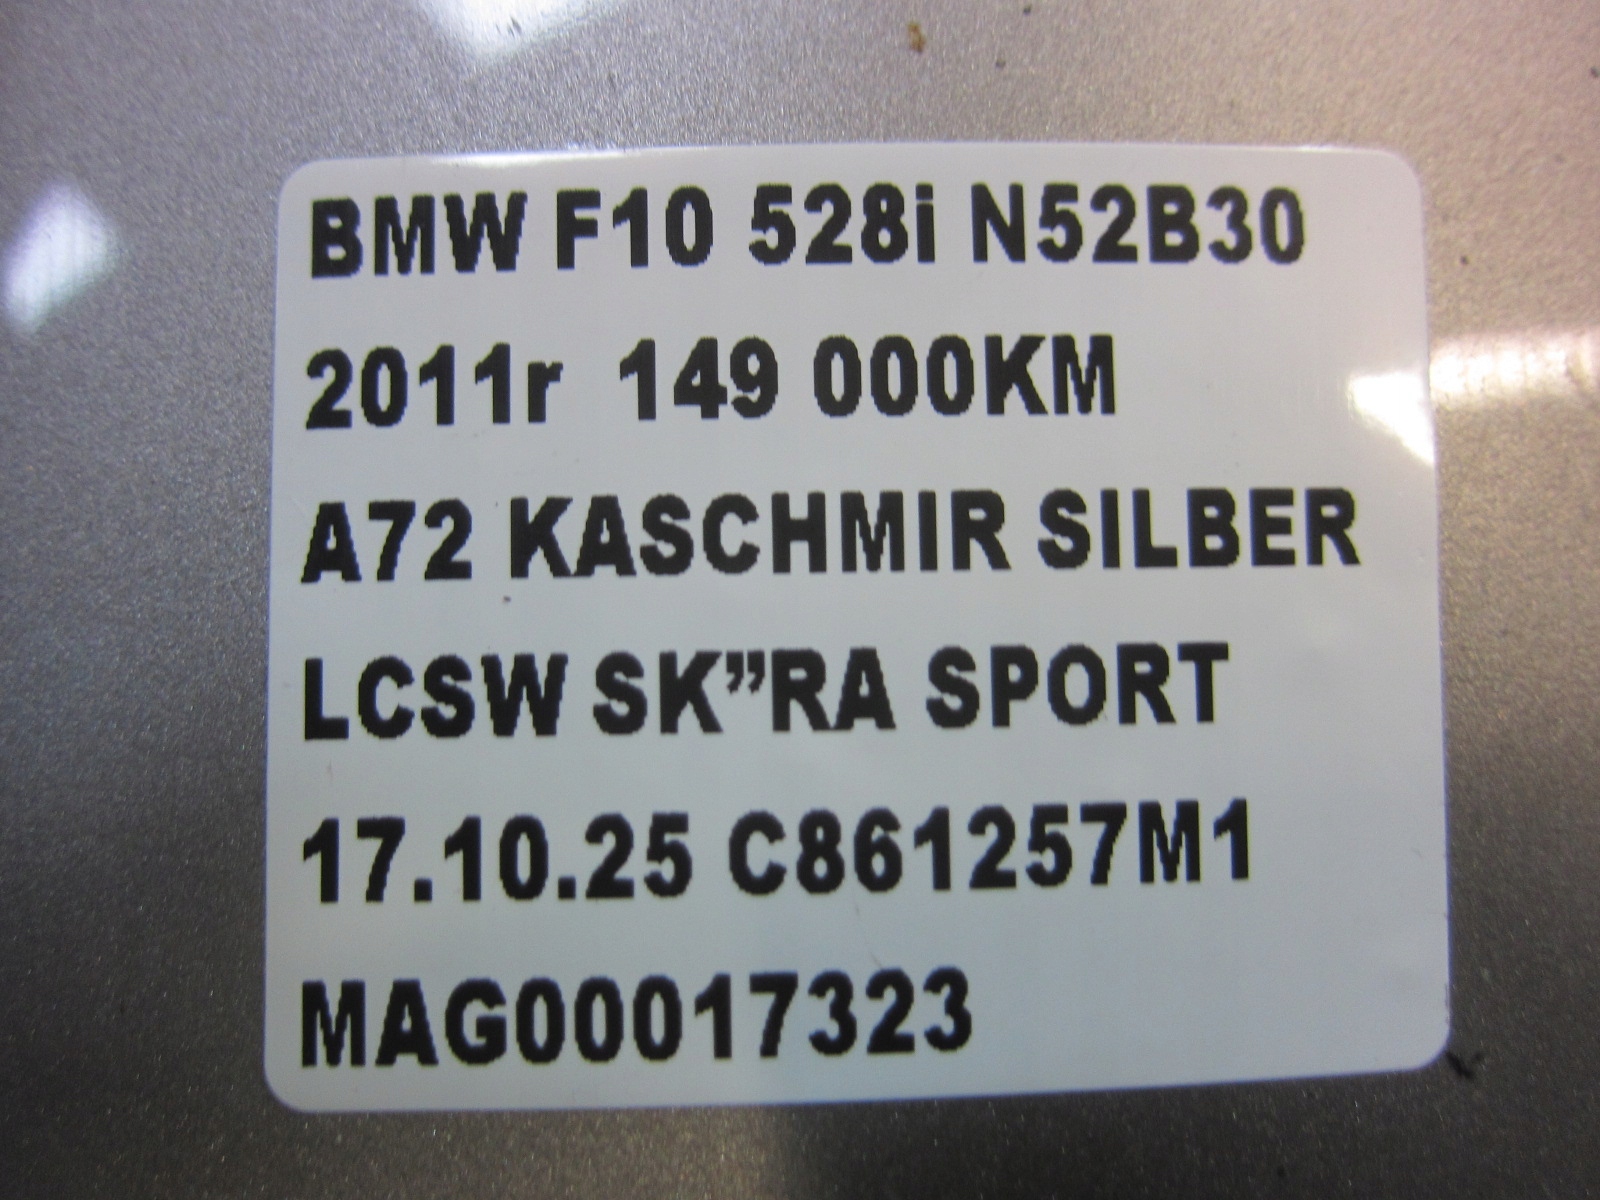 BMW F10 528i N52B30
2011r 149 000KM
A72 KASCHMIR SILBER
LCSW SK”RA SPORT
17.10.25 C861257M1
MAG00017323